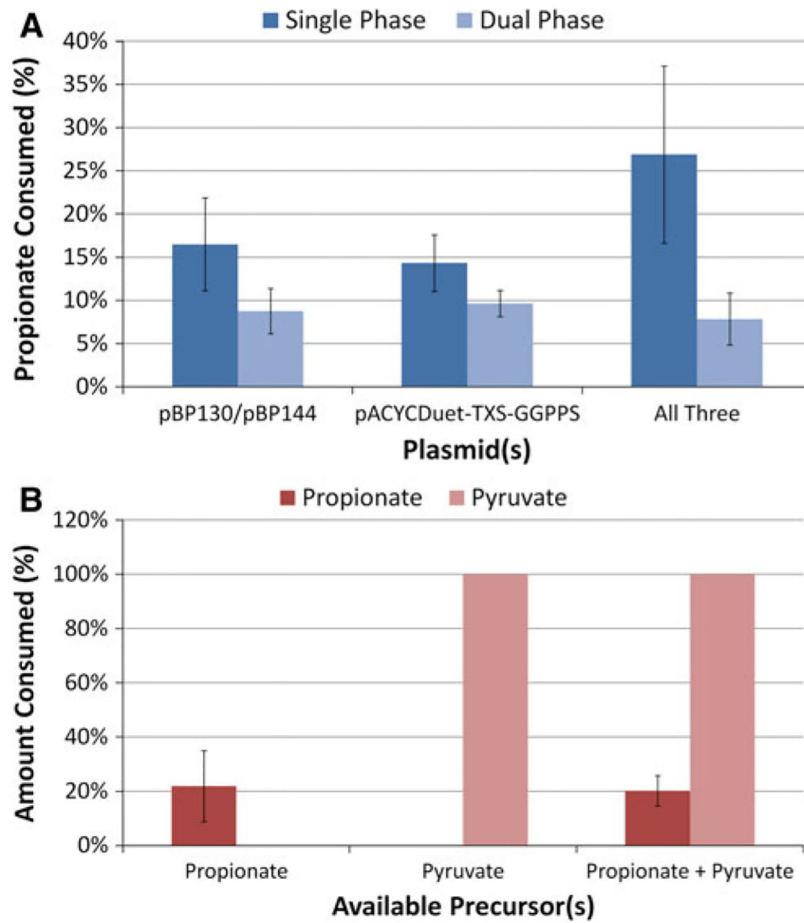 A
Single Phase Dual Phase
40%
35%
30%
25%
20%
15%
10%
5%
0%
Propionate Consumed (%)
pBP130/pBP144 pACYCDuet-TXS-GGPPS All Three
Plasmid(s)
B
Propionate Pyruvate
120%
100%
80%
60%
40%
20%
0%
Amount Consumed (%)
Propionate Pyruvate Propionate + Pyruvate
Available Precursor(s)